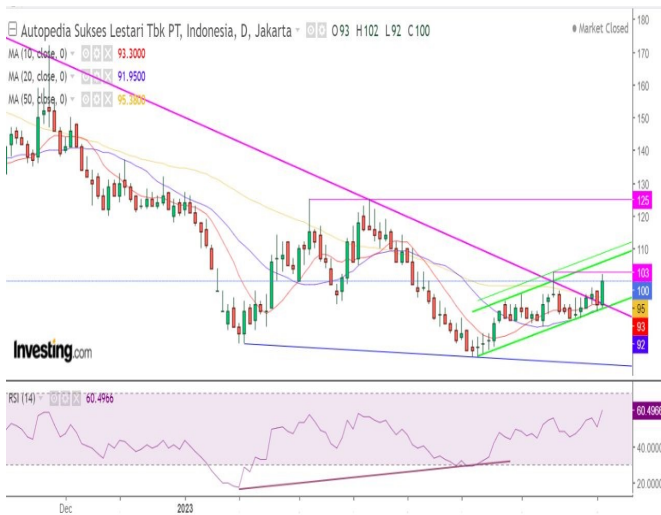 Autopedia Sukses Lestari Tbk PT, Indonesia, D, Jakarta O93 H102 L92 C100
Market Closed
MA (10, close, 0) 93.3000
MA (20, close, 0) 91.9500
MA (50, close, 0) 95.3800
180
170
160
150
140
130
125
120
110
103
100
95
93
92
Investing.com
RSI (14) 60.4966
60.4966
40.0000
20.0000
Dec 2023